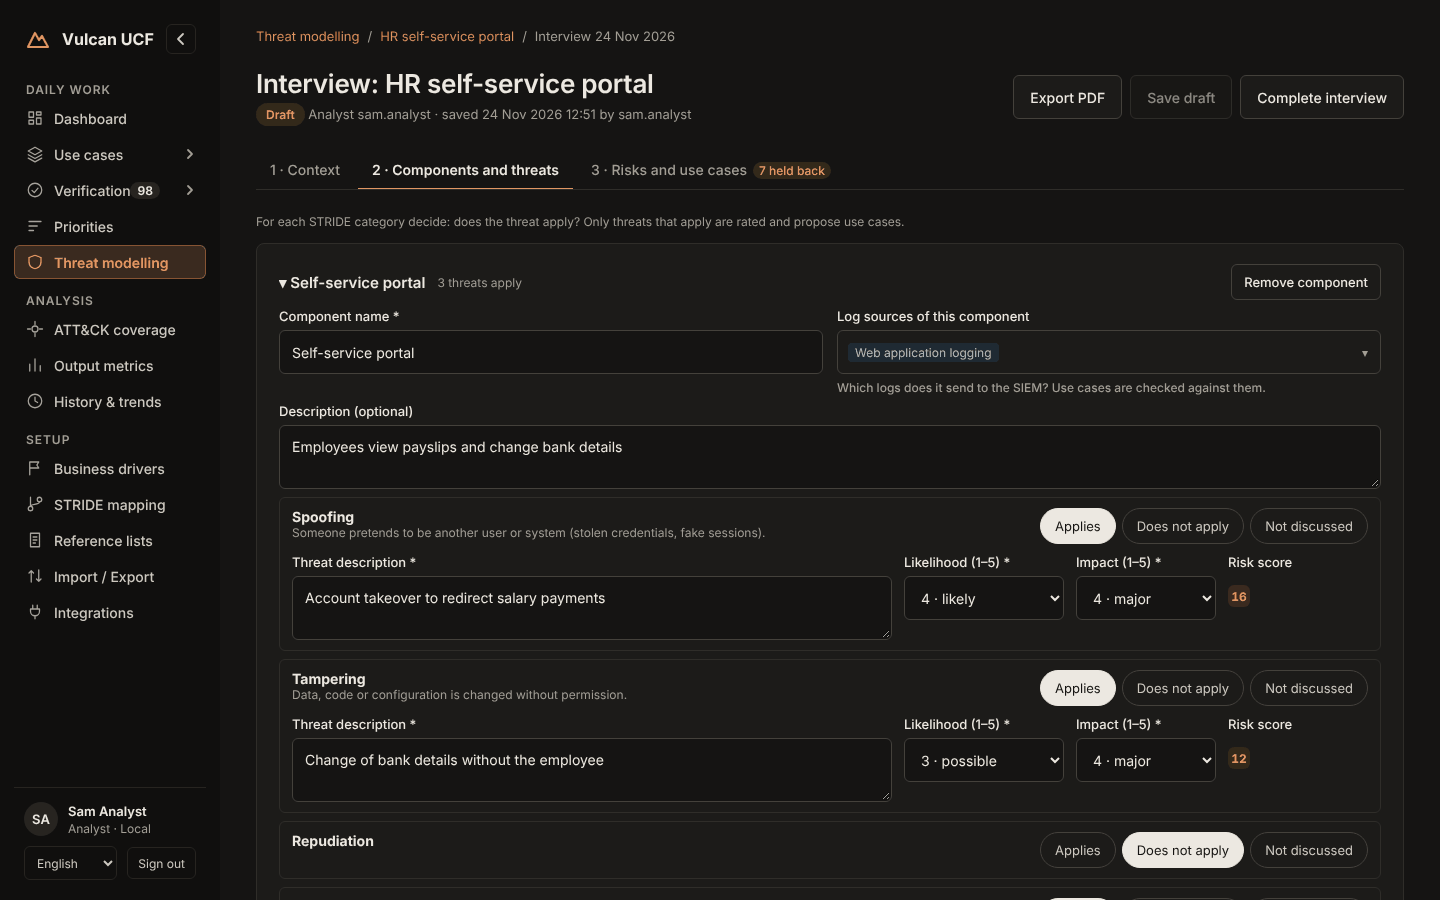 Vulcan UCF
DAILY WORK
Dashboard
Use cases
Verification 98
Priorities
Threat modelling
ANALYSIS
ATT&CK coverage
Output metrics
History & trends
SETUP
Business drivers
STRIDE mapping
Reference lists
Import / Export
Integrations
SA
Sam Analyst
Analyst · Local
English
Sign out
Threat modelling / HR self-service portal / Interview 24 Nov 2026
Interview: HR self-service portal
Draft Analyst sam.analyst · saved 24 Nov 2026 12:51 by sam.analyst
Export PDF
Save draft
Complete interview
1 · Context
2 · Components and threats
3 · Risks and use cases 7 held back
For each STRIDE category decide: does the threat apply? Only threats that apply are rated and propose use cases.
▾ Self-service portal 3 threats apply
Remove component
Component name *
Self-service portal
Log sources of this component
Web application logging
Which logs does it send to the SIEM? Use cases are checked against them.
Description (optional)
Employees view payslips and change bank details
Spoofing
Someone pretends to be another user or system (stolen credentials, fake sessions).
Applies
Does not apply
Not discussed
Threat description *
Account takeover to redirect salary payments
Likelihood (1–5) *
4 · likely
Impact (1–5) *
4 · major
Risk score
16
Tampering
Data, code or configuration is changed without permission.
Applies
Does not apply
Not discussed
Threat description *
Change of bank details without the employee
Likelihood (1–5) *
3 · possible
Impact (1–5) *
4 · major
Risk score
12
Repudiation
Applies
Does not apply
Not discussed